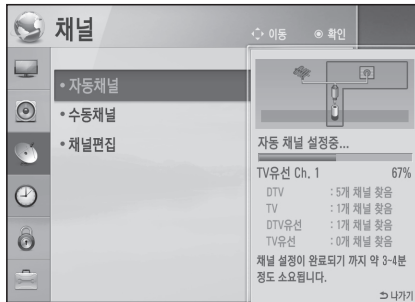 채널
이동 ◉ 확인
• 자동채널
• 수동채널
• 채널편집
자동 채널 설정중...
TV유선 Ch. 1 67%
DTV : 5개 채널 찾음
TV : 1개 채널 찾음
DTV유선 : 1개 채널 찾음
TV유선 : 0개 채널 찾음
채널 설정이 완료되기 까지 약 3-4분
정도 소요됩니다.
나가기